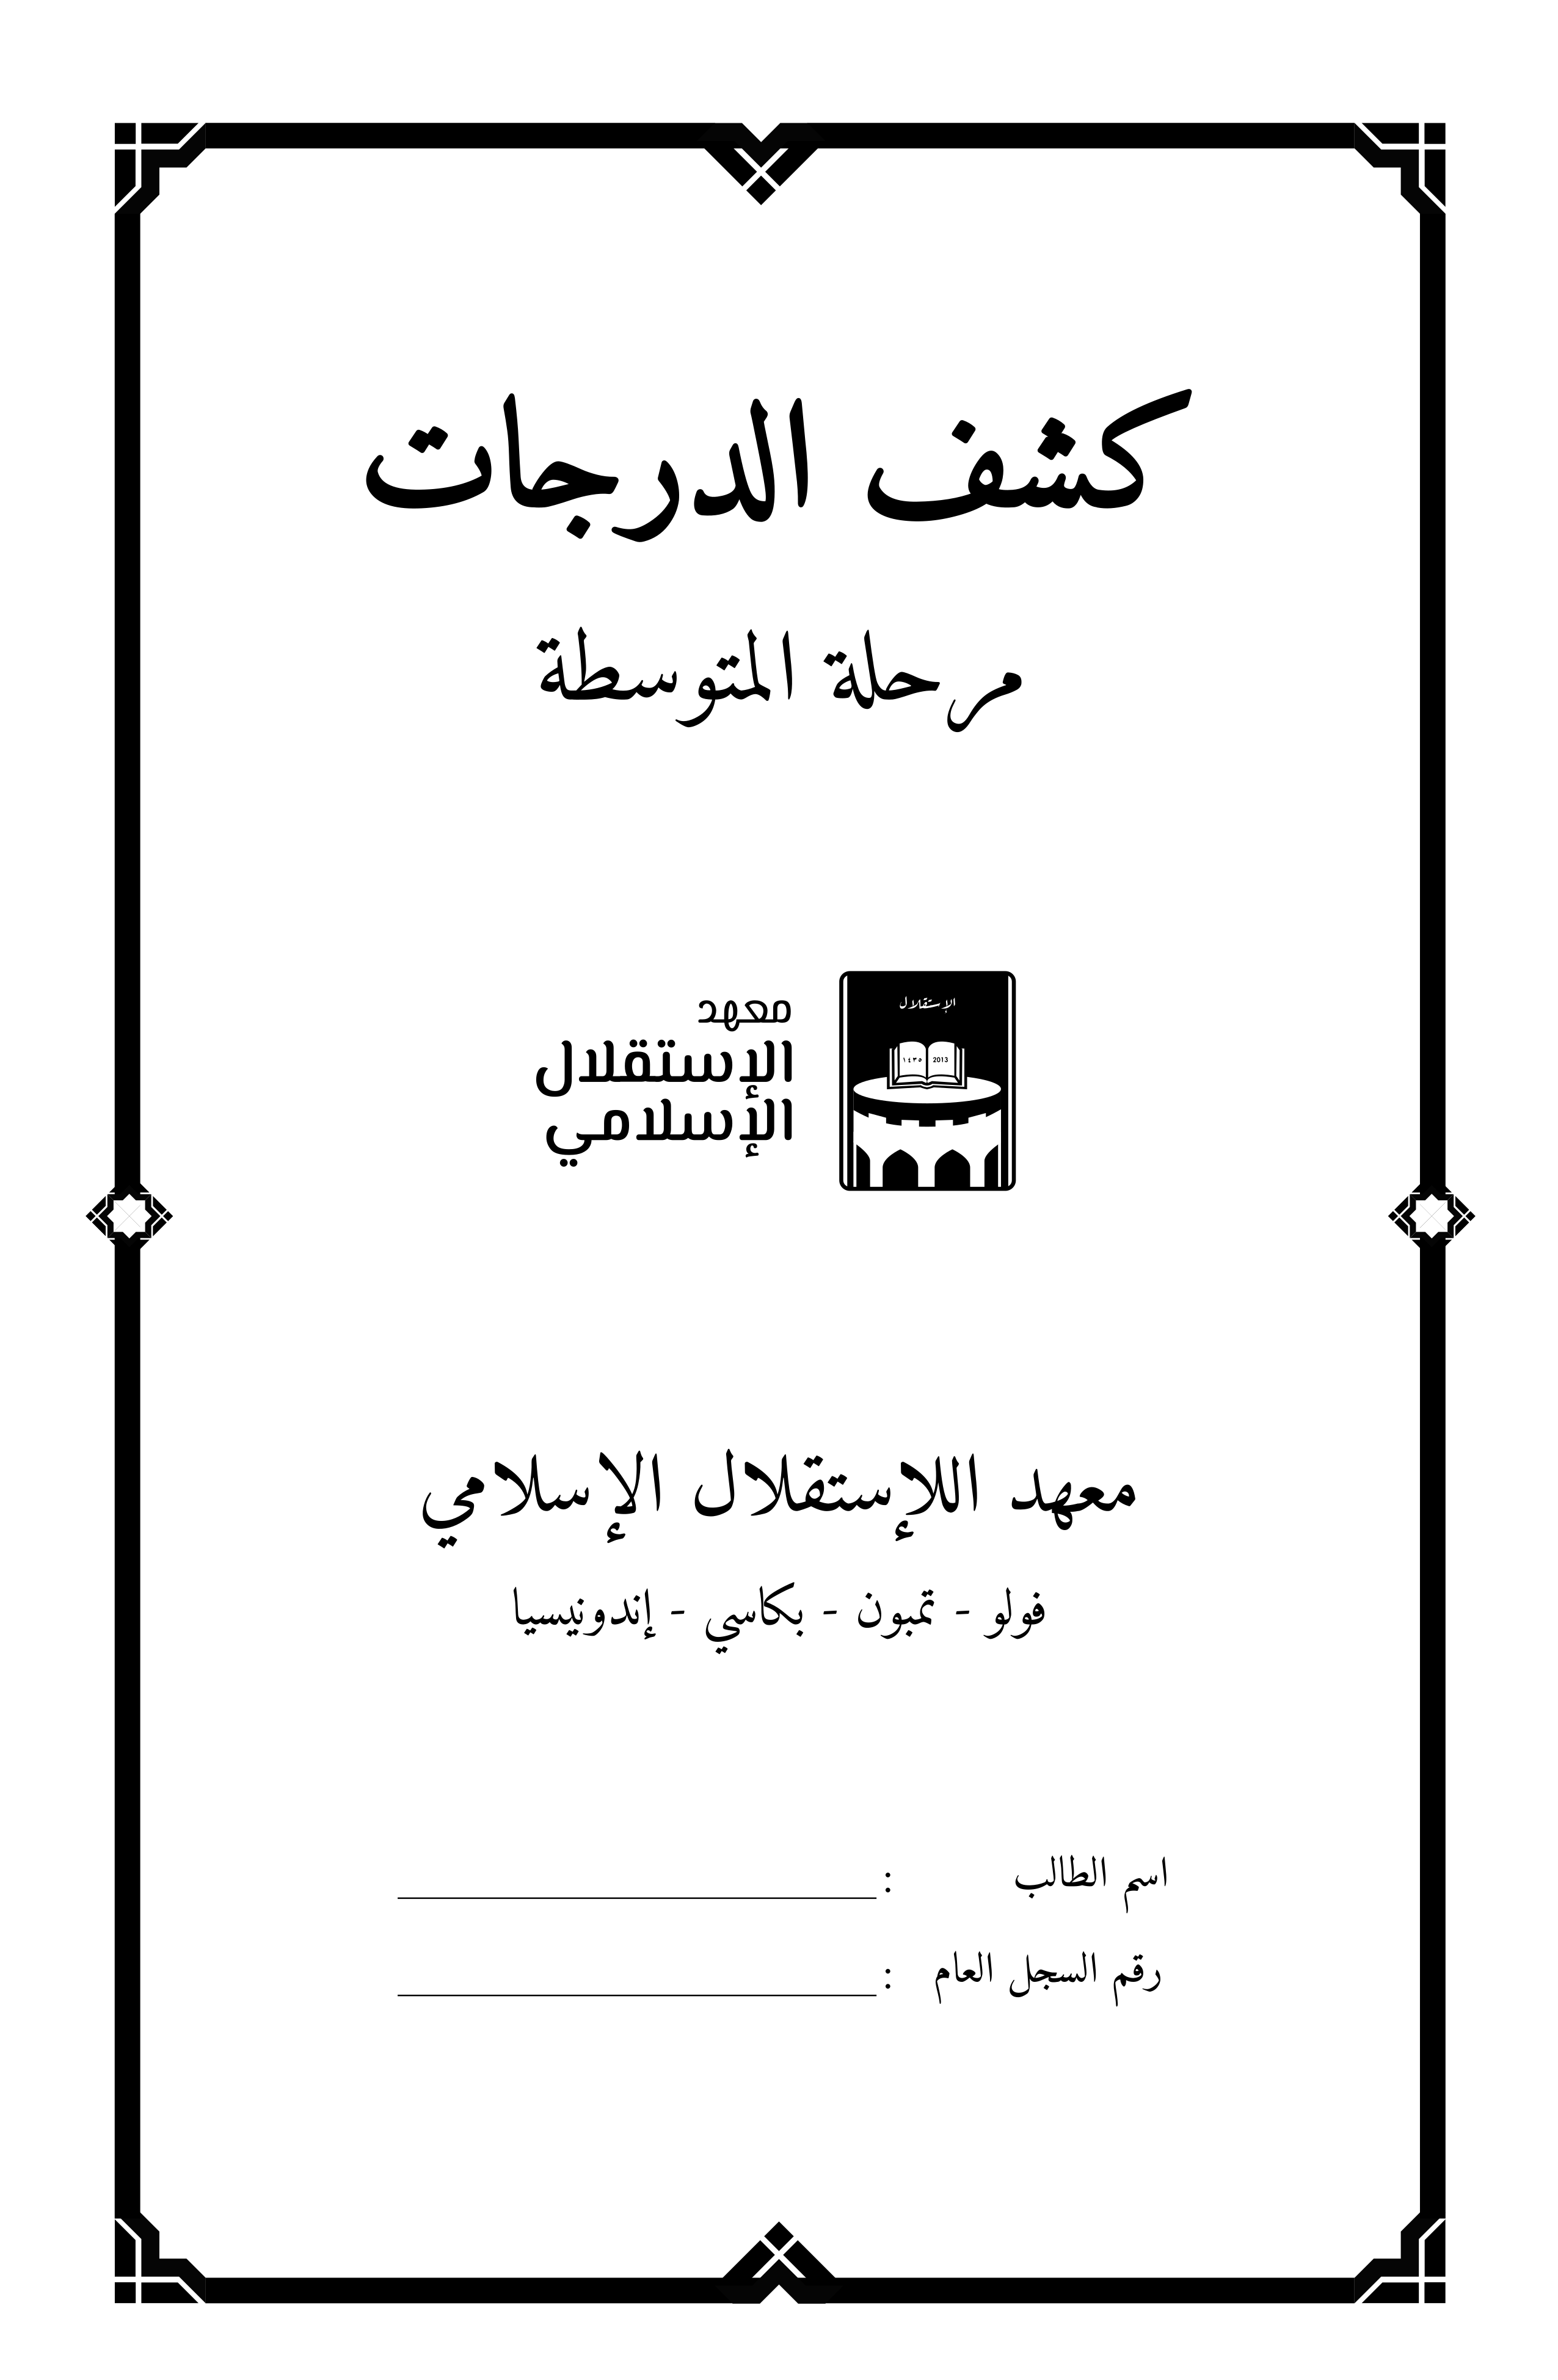 كشف الدرجات
مرحلة المتوسطة
الإستقلال
١٤٣٥ 2013
معهد
الإستقلال
الإسلامي
معهد اللإستقلال الإسلامي
فولو - تمبون - بكاسي - إندونيسيا
اسم الطالب :
رقم السجل العام :